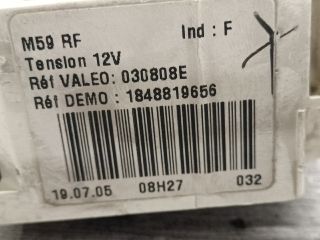 M59 RF Ind : F
Tension 12V
Réf VALEO: 030808E
Réf DEMO : 1848819656
19.07.05 08H27 032